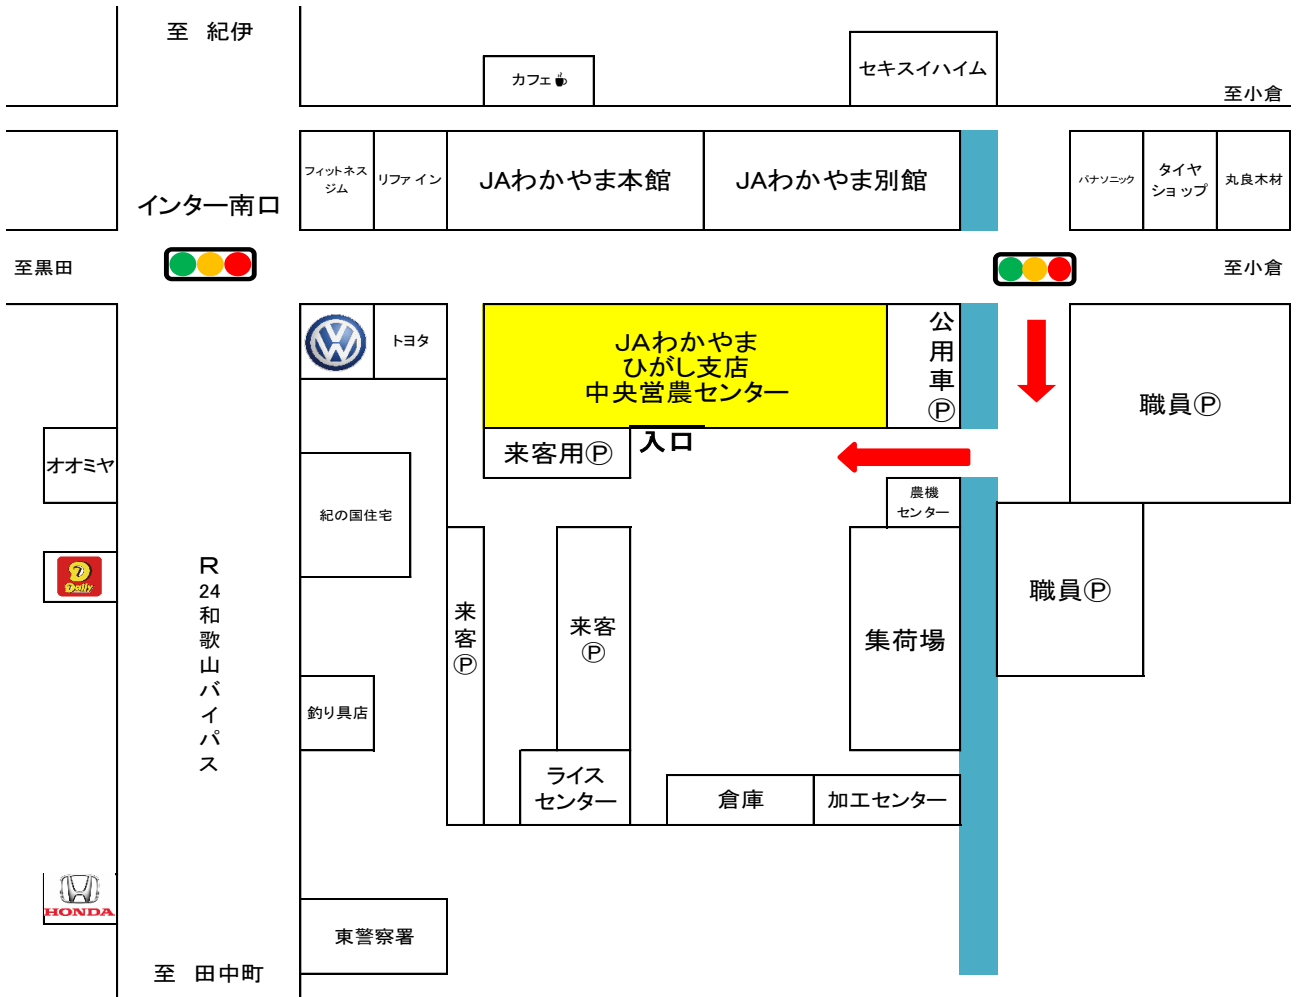 至 紀伊
カフェ
セキスイハイム
至小倉
フィットネス
ジム
リファイン
JAわかやま本館
JAわかやま別館
パナソニック
タイヤ
ショップ
丸良木材
インター南口
至黒田
至小倉
トヨタ
JAわかやま
ひがし支店
中央営農センター
公用車Ⓟ
職員Ⓟ
来客用Ⓟ
入口
オオミヤ
紀の国住宅
農機
センター
Daily
R24和歌山バイパス
来客Ⓟ
来客
Ⓟ
集荷場
職員Ⓟ
釣り具店
ライス
センター
倉庫
加工センター
HONDA
東警察署
至 田中町